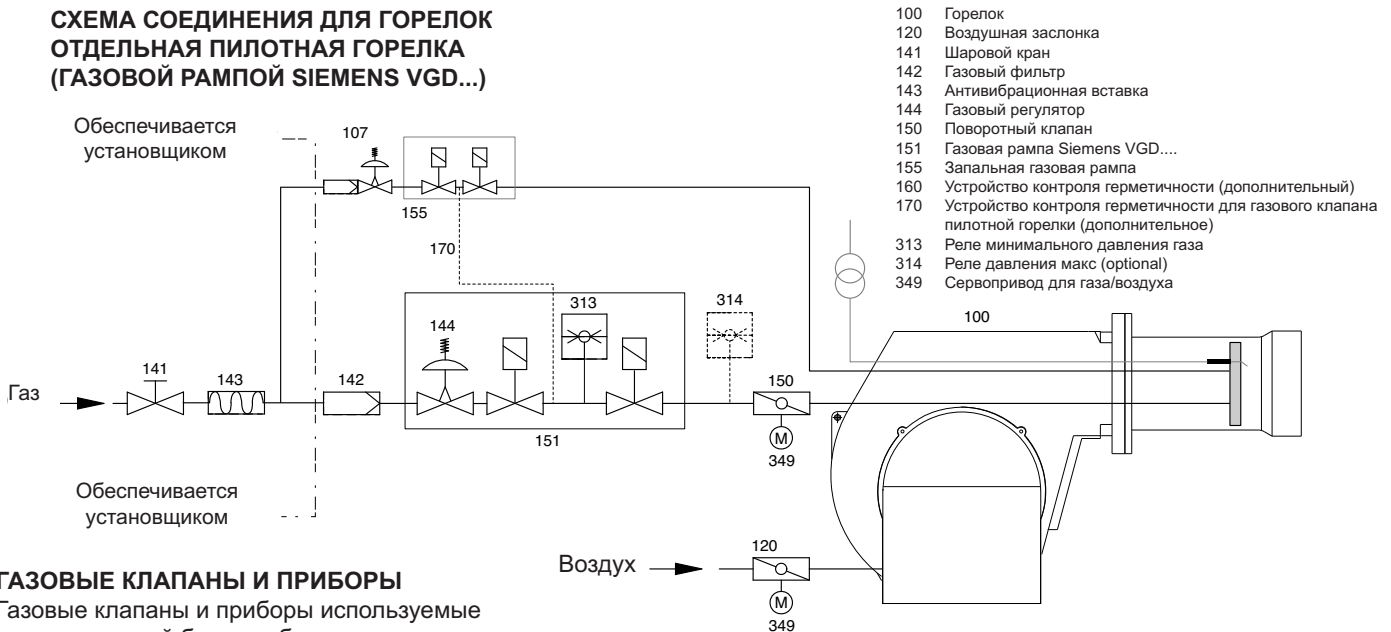 СХЕМА СОЕДИНЕНИЯ ДЛЯ ГОРЕЛОК
ОТДЕЛЬНАЯ ПИЛОТНАЯ ГОРЕЛКА
(ГАЗОВОЙ РАМПОЙ SIEMENS VGD...)
100 Горелок
120 Воздушная заслонка
141 Шаровой кран
142 Газовый фильтр
143 Антивибрационная вставка
144 Газовый регулятор
150 Поворотный клапан
151 Газовая рампа Siemens VGD....
155 Запальная газовая рампа
160 Устройство контроля герметичности (дополнительный)
170 Устройство контроля герметичности для газового клапана
пилотной горелки (дополнительное)
313 Реле минимального давления газа
314 Реле давления макс (optional)
349 Сервопривод для газа/воздуха
Обеспечивается
установщиком
107
155
170
313
314
100
144
141
143
142
150
Газ
151
M
349
Обеспечивается
установщиком
120
Воздух
M
349
ГАЗОВЫЕ КЛАПАНЫ И ПРИБОРЫ
Газовые клапаны и приборы используемые